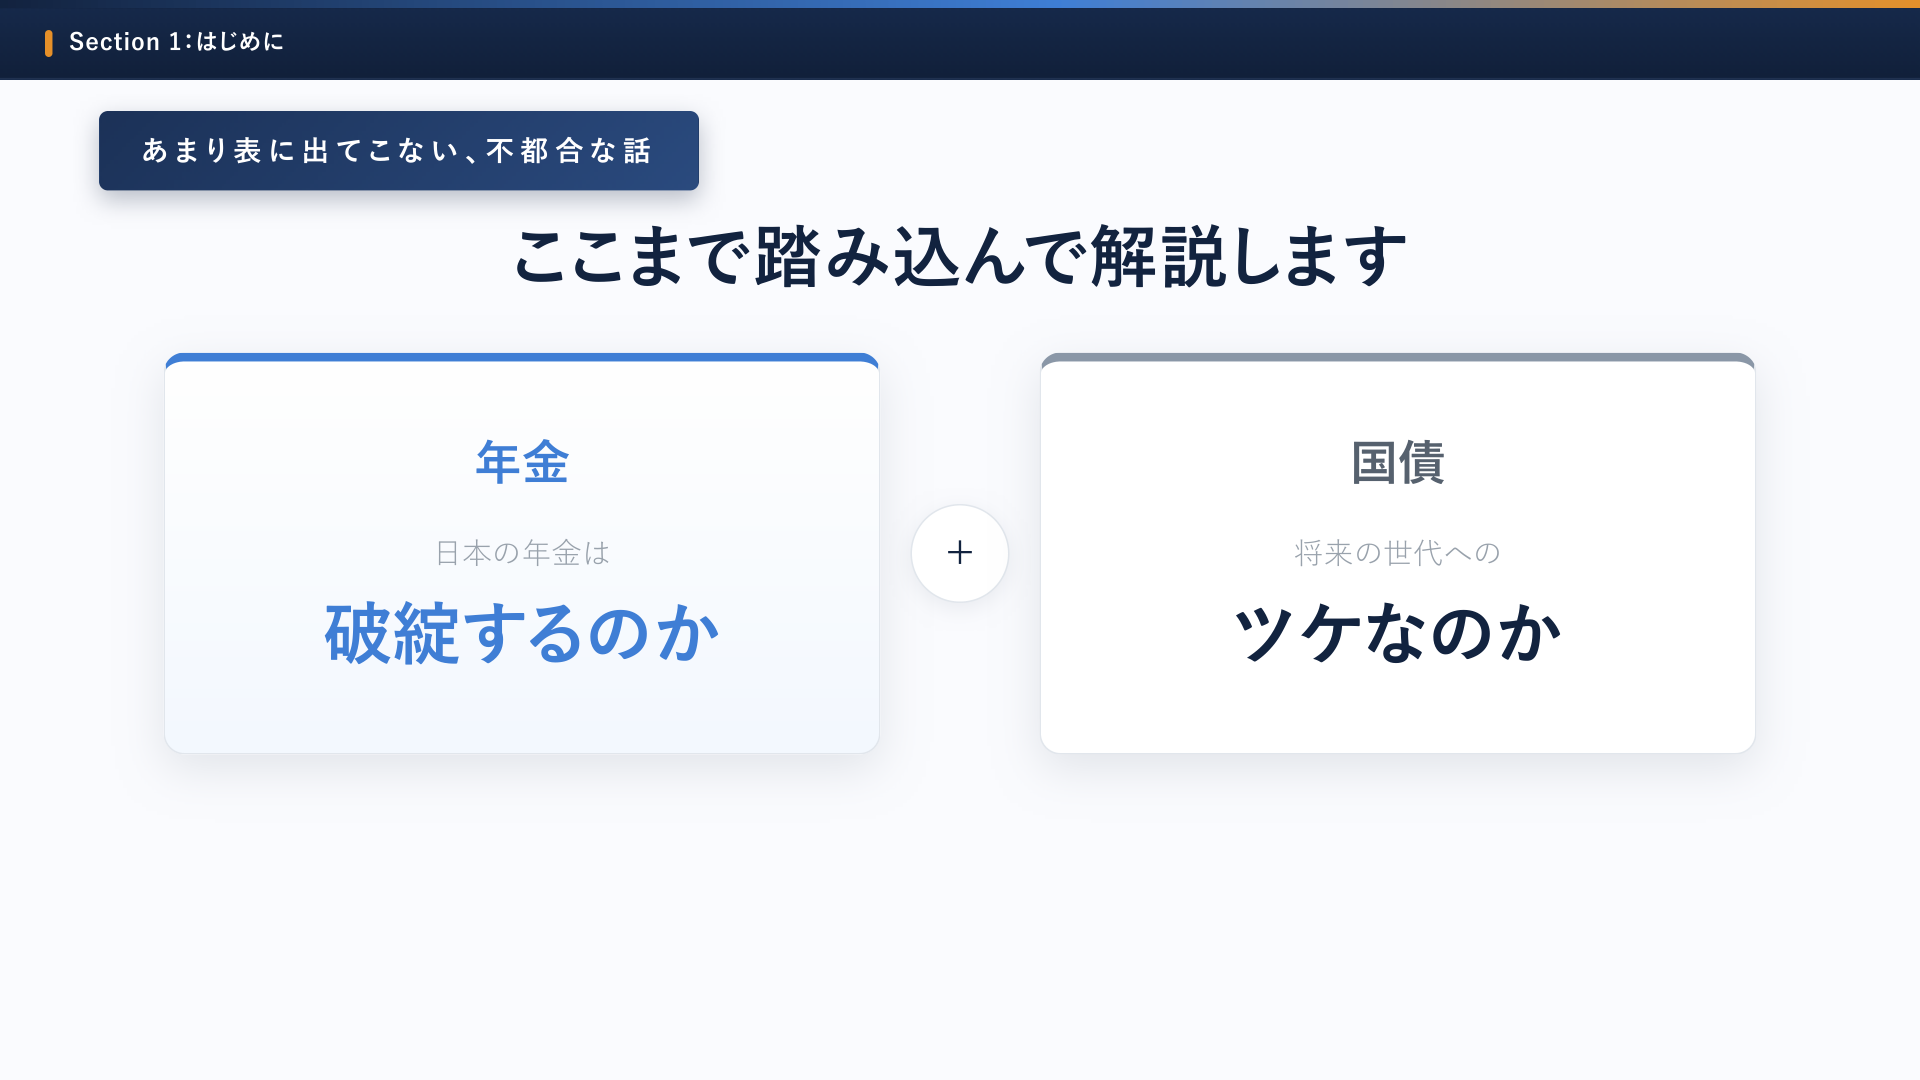 Section 1：はじめに
あまり表に出てこない、不都合な話
ここまで踏み込んで解説します
年金
日本の年金は
破綻するのか
+
国債
将来の世代への
ツケなのか